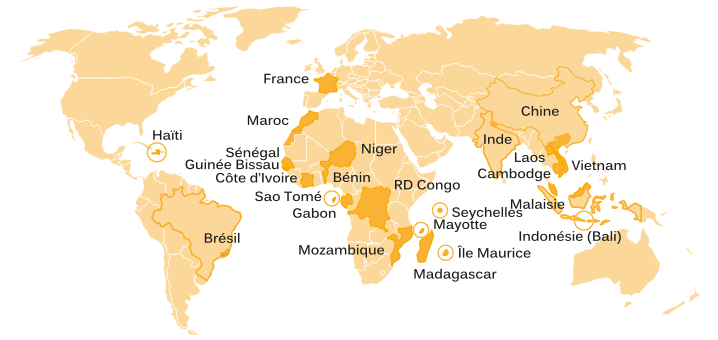 France
Chine
Maroc
Haïti
Inde
Niger
Sénégal
Laos
Guinée Bissau
Vietnam
Cambodge
Côte d'Ivoire
Bénin
RD Congo
Sao Tomé
Malaisie
Gabon
Seychelles
Mayotte
Brésil
Indonésie (Bali)
Mozambique
Île Maurice
Madagascar